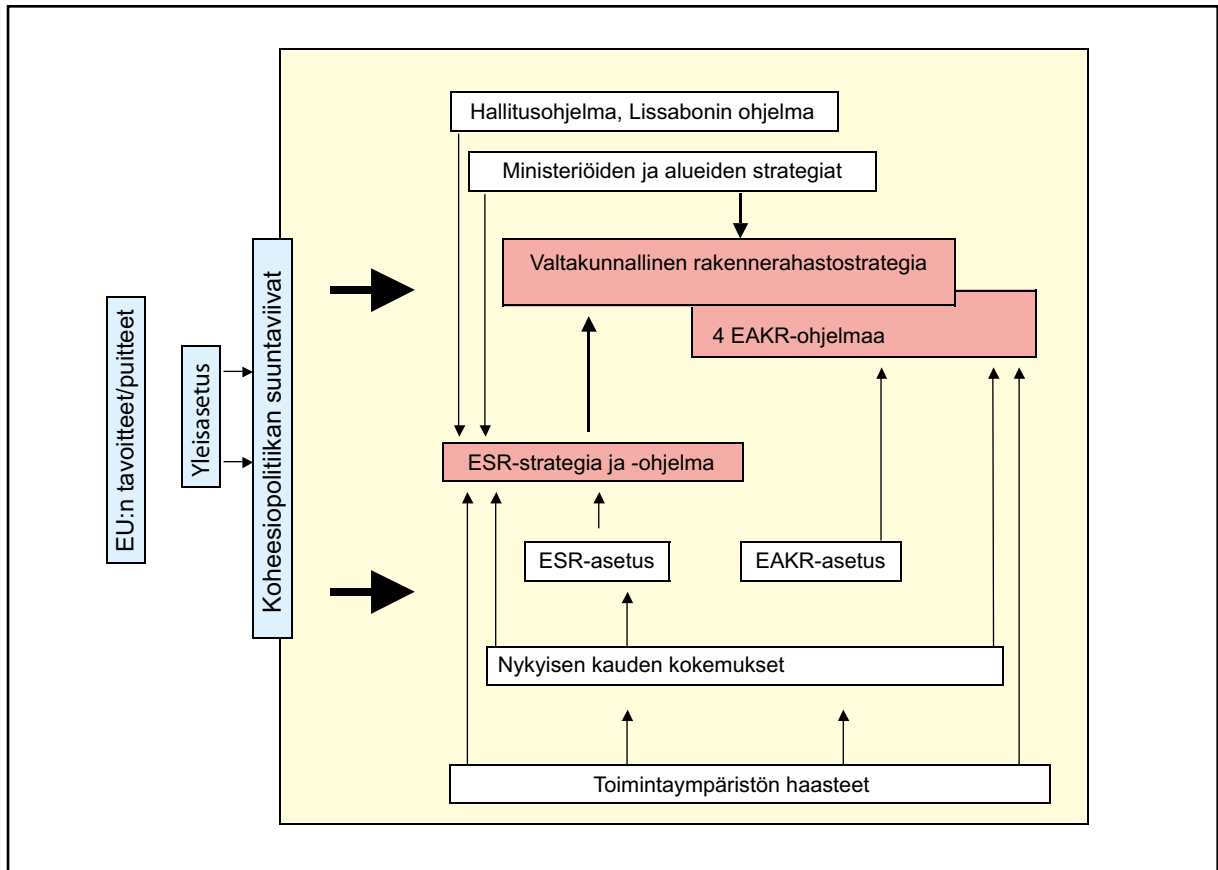 Hallitusohjelma, Lissabonin ohjelma
Ministeriöiden ja alueiden strategiat
Valtakunnallinen rakennerahastostrategia
4 EAKR-ohjelmaa
EU:n tavoitteet/puitteet
Yleisasetus
Koheesiopolitiikan suuntaviivat
ESR-strategia ja -ohjelma
ESR-asetus
EAKR-asetus
Nykyisen kauden kokemukset
Toimintaympäristön haasteet